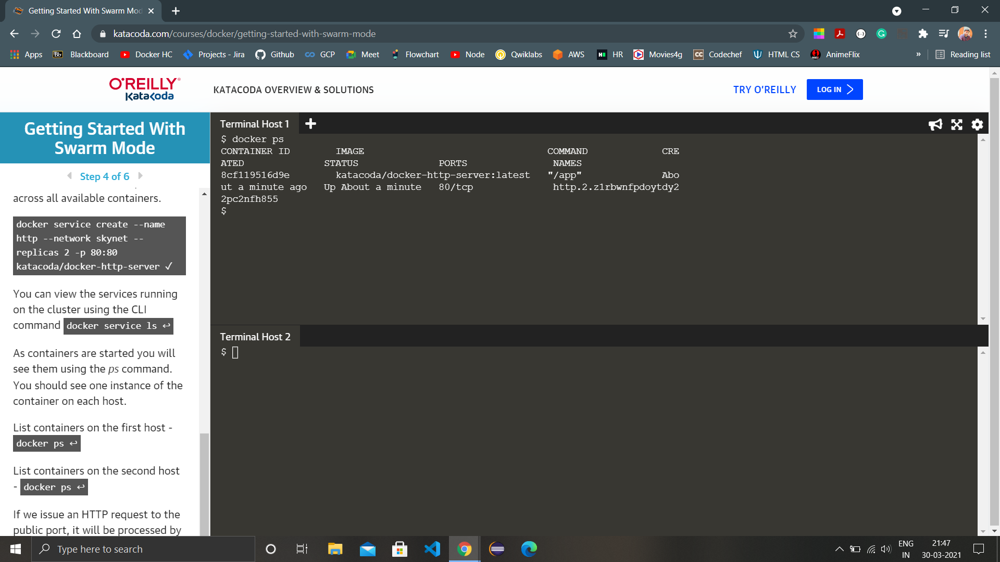 Getting Started With Swarm Mod
katacoda.com/courses/docker/getting-started-with-swarm-mode
Apps
Bb Blackboard
Docker HC
Projects - Jira
Github
GCP
Meet
Flowchart
Node
Qwiklabs
AWS
HR
Movies4g
CC Codechef
HTML CS
AnimeFlix
»
Reading list
O'REILLY®
Katacoda
KATACODA OVERVIEW & SOLUTIONS
TRY O'REILLY
LOG IN
Getting Started With
Swarm Mode
Step 4 of 6
across all available containers.
docker service create --name
http --network skynet --
replicas 2 -p 80:80
katacoda/docker-http-server ✓
You can view the services running
on the cluster using the CLI
command docker service ls ↩
As containers are started you will
see them using the ps command.
You should see one instance of the
container on each host.
List containers on the first host -
docker ps ↩
List containers on the second host
- docker ps ↩
If we issue an HTTP request to the
public port, it will be processed by
Terminal Host 1
$ docker ps
CONTAINER ID        IMAGE                                COMMAND             CRE
ATED              STATUS              PORTS               NAMES
8cf119516d9e        katacoda/docker-http-server:latest   "/app"              Abo
ut a minute ago   Up About a minute   80/tcp              http.2.z1rbwnfpdoytdy2
2pc2nfh855
$
Terminal Host 2
$
Type here to search
ENG
IN
21:47
30-03-2021